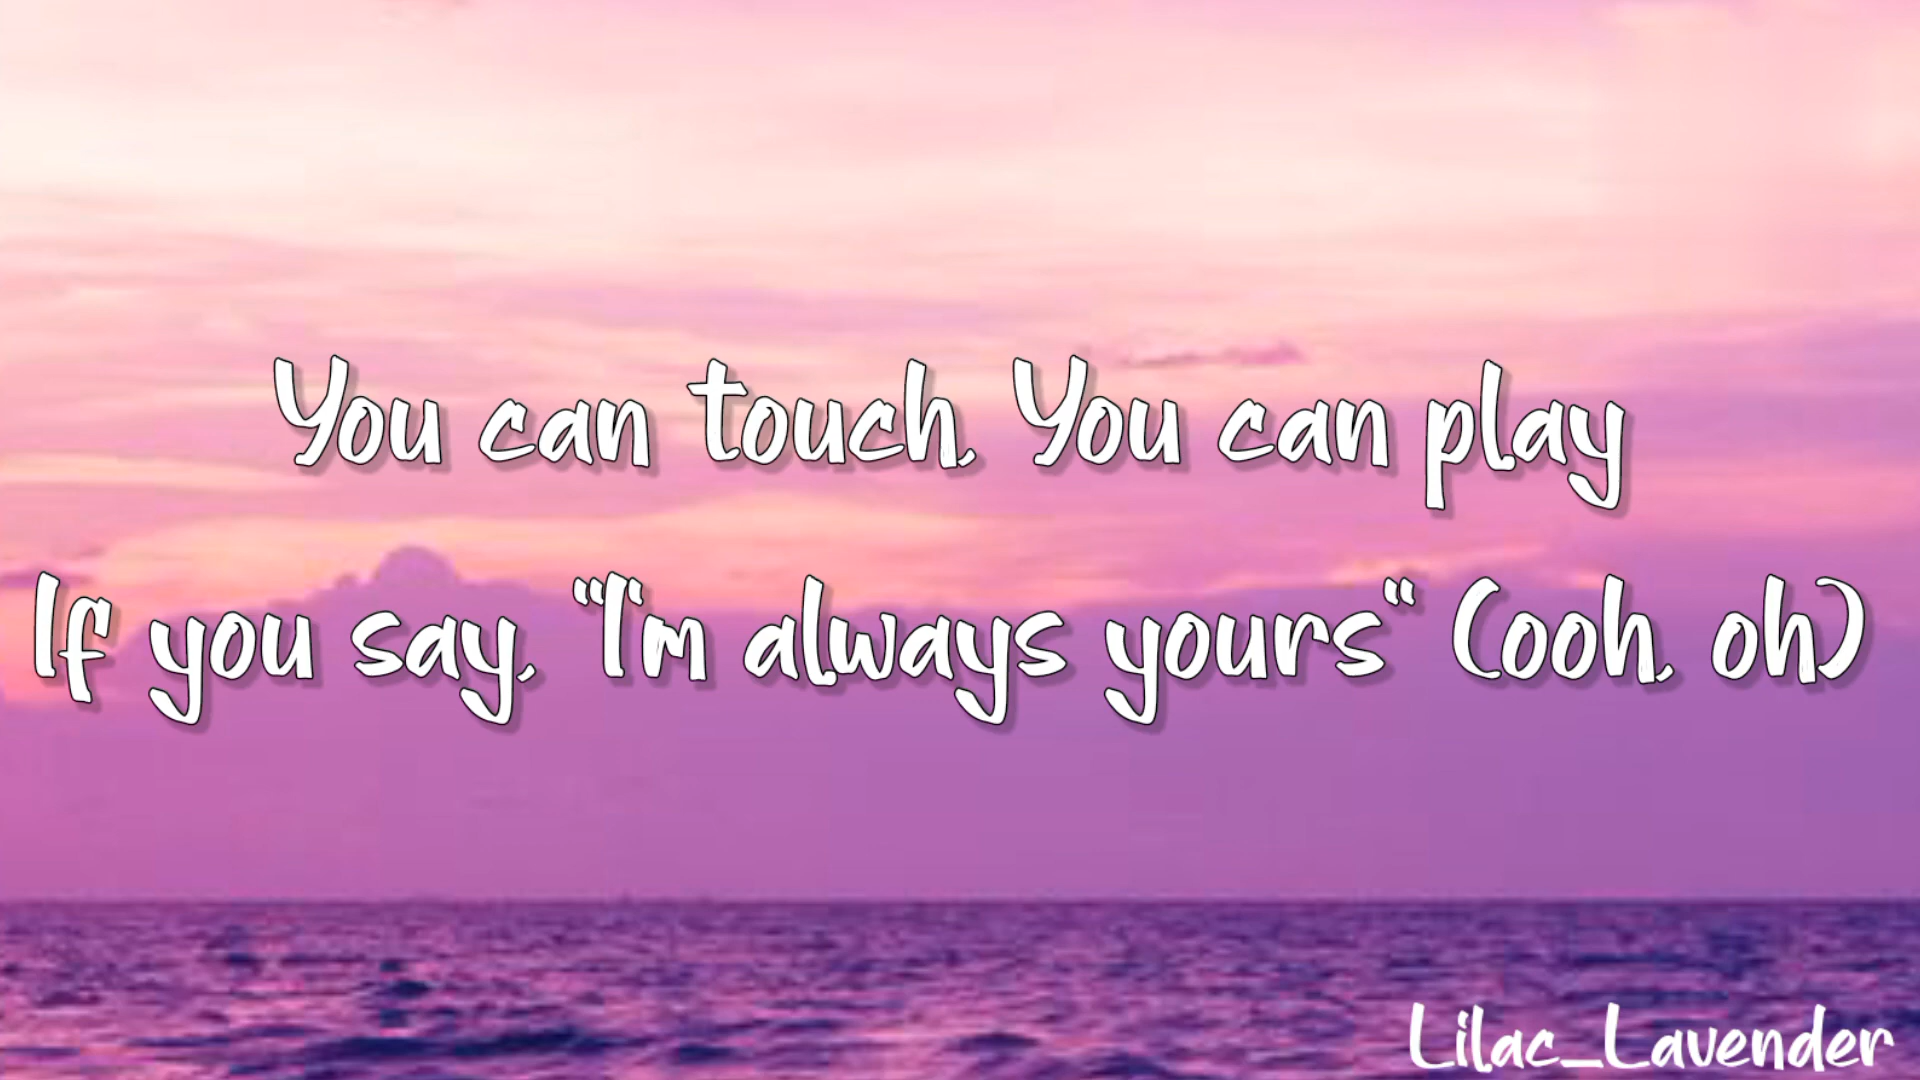 You can touch, You can play
If you say, "I'm always yours" (ooh, oh)
Lilac_Lavender